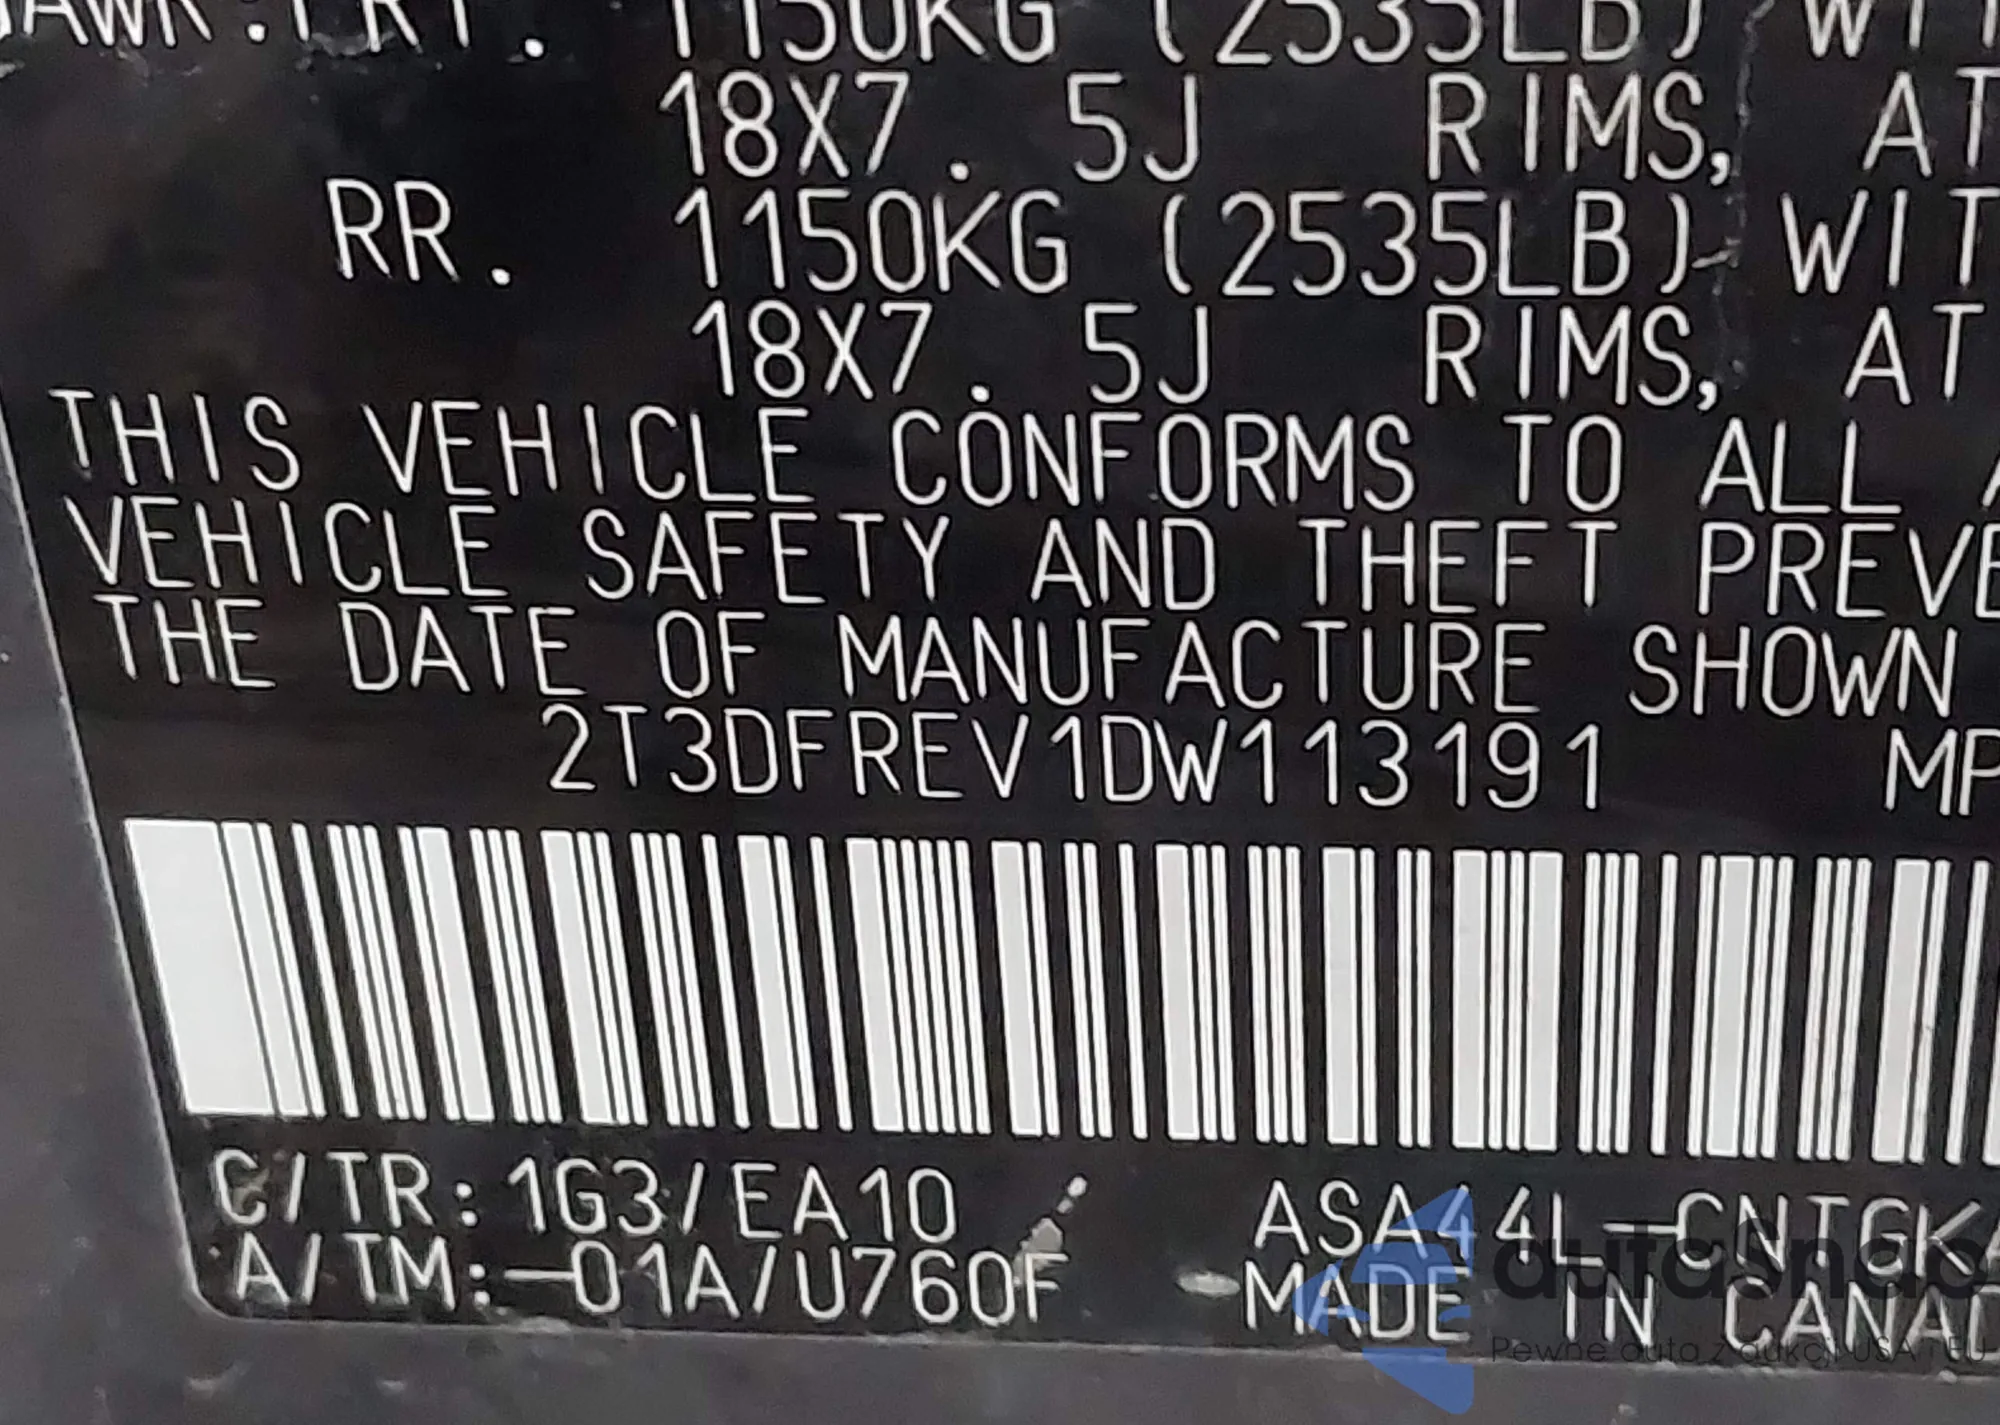 GAWR:FRT. 1150KG (2535LB) WIT
18X7.5J RIMS, AT
RR. 1150KG (2535LB) WIT
18X7.5J RIMS, AT
THIS VEHICLE CONFORMS TO ALL A
VEHICLE SAFETY AND THEFT PREVE
THE DATE OF MANUFACTURE SHOWN
2T3DFREV1DW113191 MP
C/TR:1G3/EA10 ASA44L-CNTGKA
A/TM:-01A/U760F MADE IN CANAD
autaSnap
Pewne auta z aukcji USA i EU